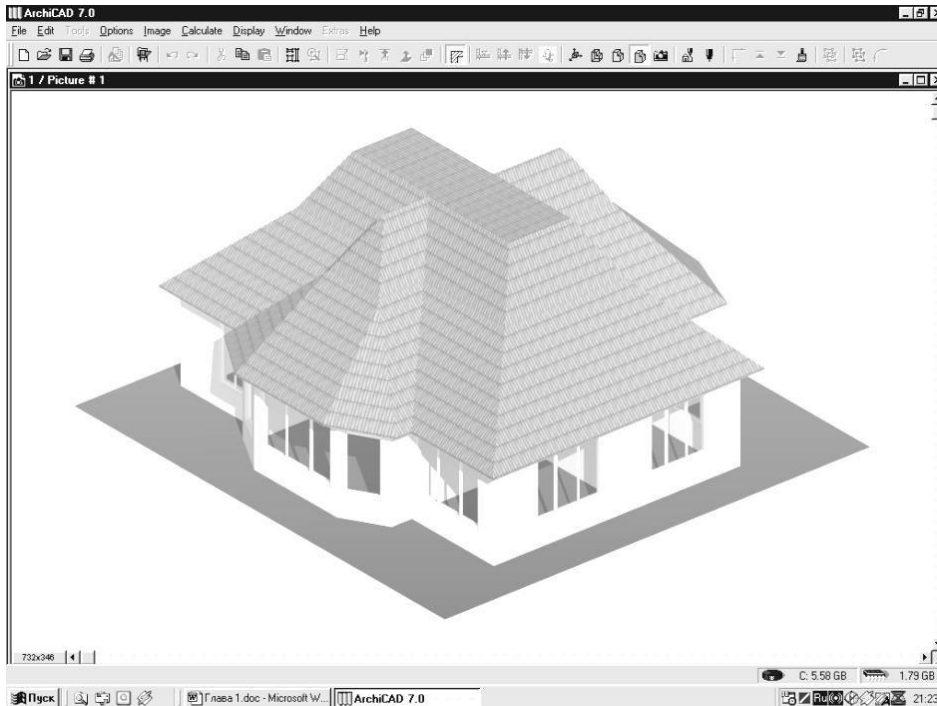 ArchiCAD 7.0
File Edit Tools Options Image Calculate Display Window Extras Help
1 / Picture # 1
732x346
C: 5.58 GB 1.79 GB
Пуск Глава 1.doc - Microsoft W... ArchiCAD 7.0 Ru 21:23